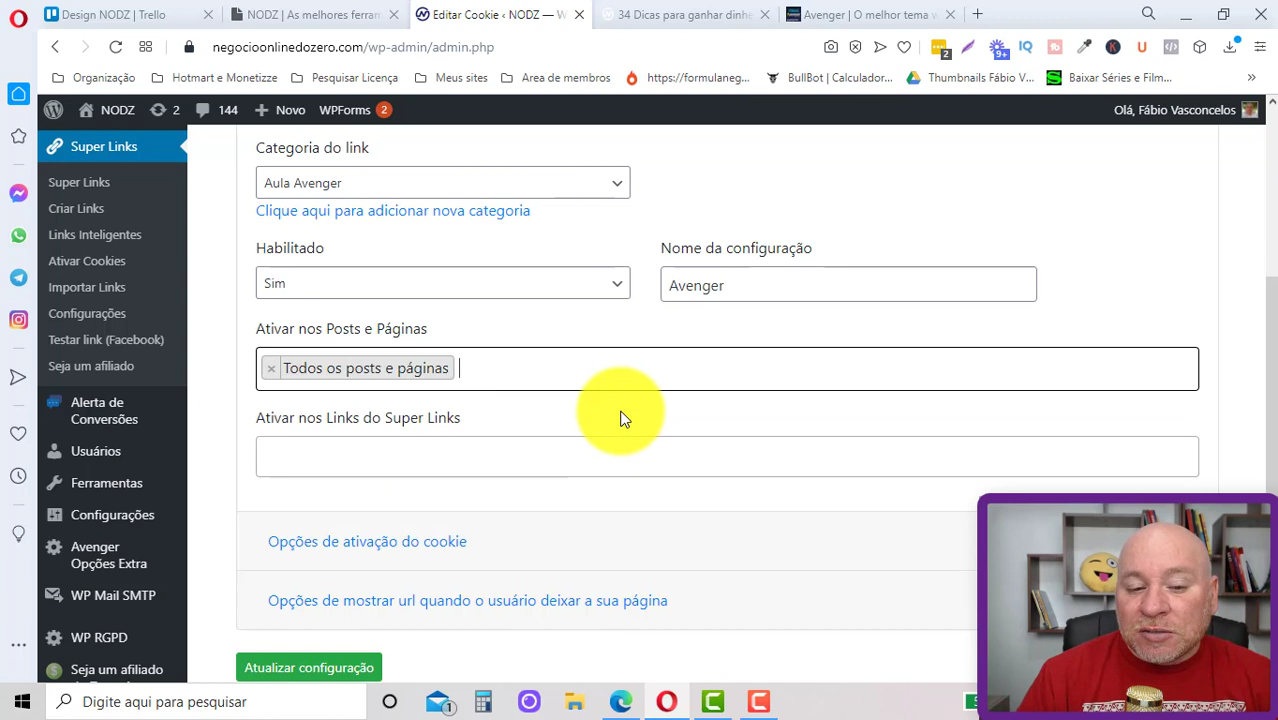 Design NODZ | Trello
NODZ | As melhores ferran
Editar Cookie ‹ NODZ — W
34 Dicas para ganhar dinhe
Avenger | O melhor tema v
negocioonlinedozero.com/wp-admin/admin.php
2
9+
IQ
Organização
Hotmart e Monetizze
Pesquisar Licença
Meus sites
Area de membros
https://formulaneg...
BullBot | Calculador...
Thumbnails Fábio V...
Baixar Séries e Film...
NODZ
2
144
Novo
WPForms 2
Olá, Fábio Vasconcelos
Super Links
Super Links
Criar Links
Links Inteligentes
Ativar Cookies
Importar Links
Configurações
Testar link (Facebook)
Seja um afiliado
Alerta de
Conversões
Usuários
Ferramentas
Configurações
Avenger
Opções Extra
WP Mail SMTP
WP RGPD
Seja um afiliado
Categoria do link
Aula Avenger
Clique aqui para adicionar nova categoria
Habilitado
Nome da configuração
Sim
Avenger
Ativar nos Posts e Páginas
× Todos os posts e páginas
Ativar nos Links do Super Links
Opções de ativação do cookie
Opções de mostrar url quando o usuário deixar a sua página
Atualizar configuração
Digite aqui para pesquisar
1